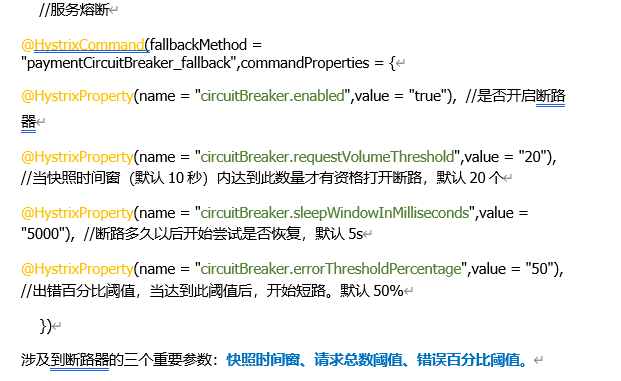 //服务熔断
@HystrixCommand(fallbackMethod =
"paymentCircuitBreaker_fallback",commandProperties = {
@HystrixProperty(name = "circuitBreaker.enabled",value = "true"),  //是否开启断路
器
@HystrixProperty(name = "circuitBreaker.requestVolumeThreshold",value = "20"),
//当快照时间窗（默认 10 秒）内达到此数量才有资格打开断路，默认 20 个
@HystrixProperty(name = "circuitBreaker.sleepWindowInMilliseconds",value =
"5000"),  //断路多久以后开始尝试是否恢复，默认 5s
@HystrixProperty(name = "circuitBreaker.errorThresholdPercentage",value = "50"),
//出错百分比阈值，当达到此阈值后，开始短路。默认 50%
})
涉及到断路器的三个重要参数：快照时间窗、请求总数阈值、错误百分比阈值。